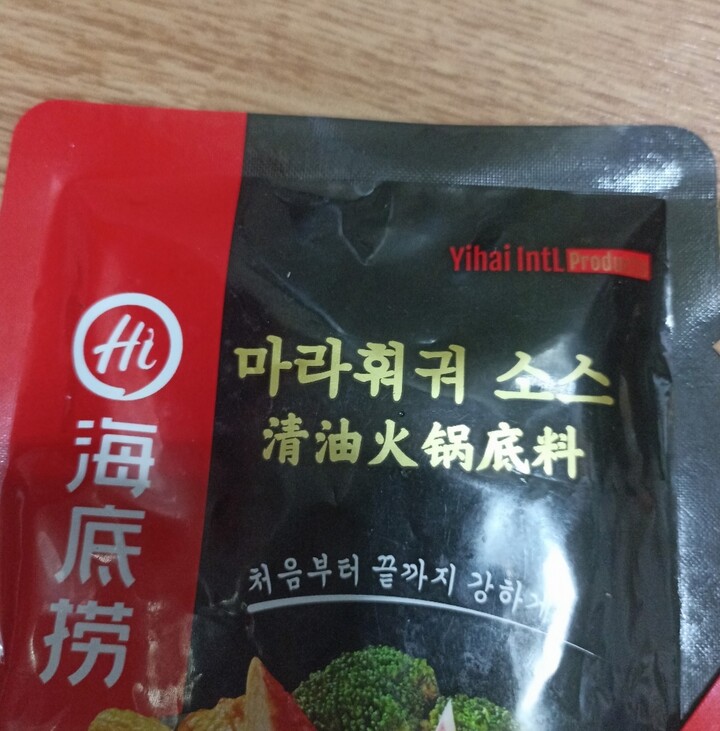 Yihai IntL
Hi
海底捞
마라훠궈 소스
清油火锅底料
처음부터 끝까지 강하게